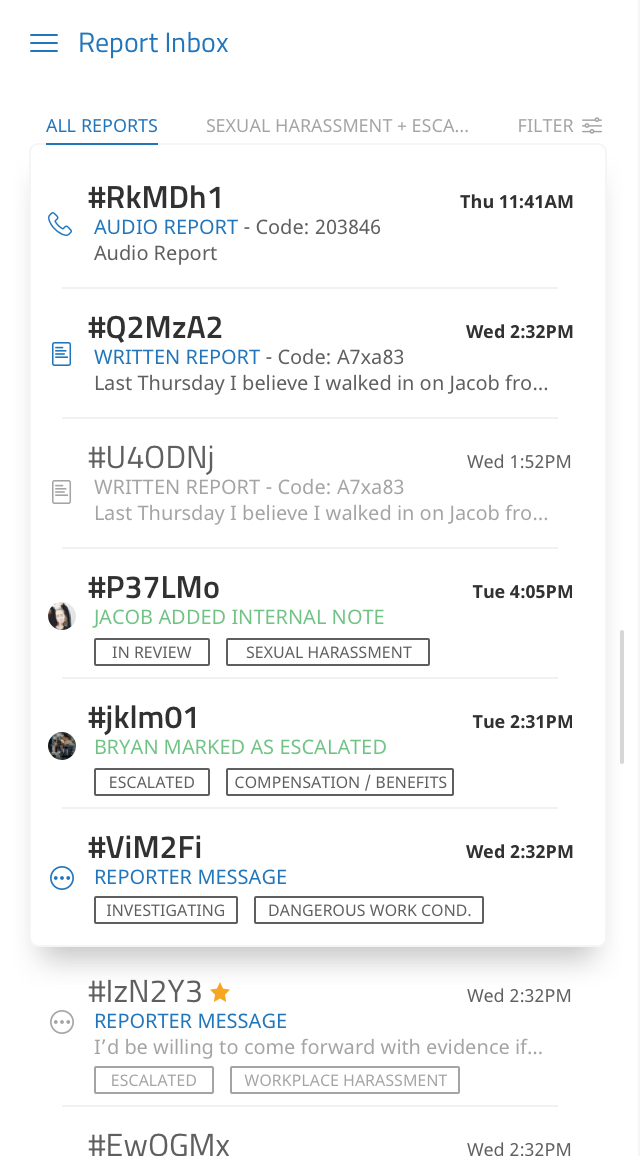 Report Inbox
ALL REPORTS SEXUAL HARASSMENT + ESCA... FILTER
#RkMDh1 Thu 11:41AM
AUDIO REPORT - Code: 203846
Audio Report
#Q2MzA2 Wed 2:32PM
WRITTEN REPORT - Code: A7xa83
Last Thursday I believe I walked in on Jacob fro...
#U4ODNj Wed 1:52PM
WRITTEN REPORT - Code: A7xa83
Last Thursday I believe I walked in on Jacob fro...
#P37LMo Tue 4:05PM
JACOB ADDED INTERNAL NOTE
IN REVIEW SEXUAL HARASSMENT
#jklm01 Tue 2:31PM
BRYAN MARKED AS ESCALATED
ESCALATED COMPENSATION / BENEFITS
#ViM2Fi Wed 2:32PM
REPORTER MESSAGE
INVESTIGATING DANGEROUS WORK COND.
#IzN2Y3 Wed 2:32PM
REPORTER MESSAGE
I’d be willing to come forward with evidence if...
ESCALATED WORKPLACE HARASSMENT
#EwOGMx Wed 2:32PM